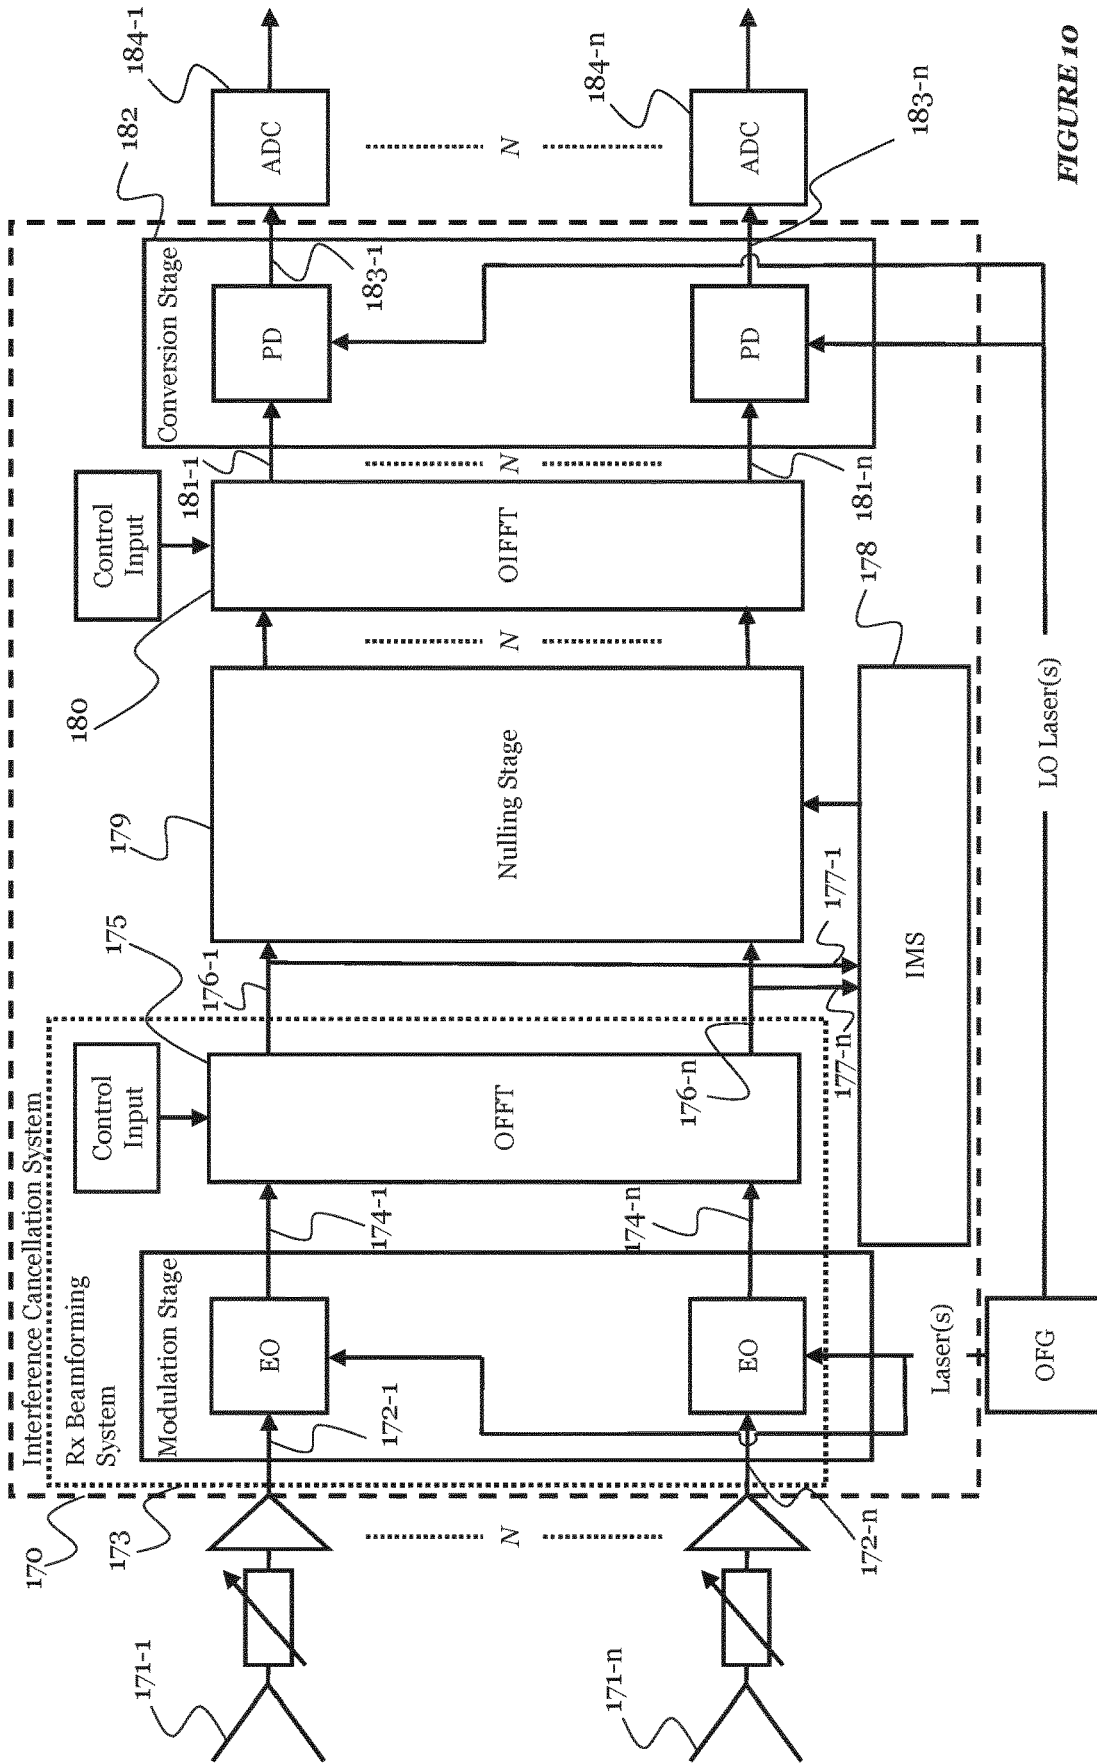 Interference Cancellation System
Rx Beamforming
System
170
173
171-1
171-n
N
172-1
172-n
Modulation Stage
EO
EO
174-1
174-n
Control
Input
175
OFFT
176-1
176-n
177-1
177-n
179
Nulling Stage
IMS
178
N
180
Control
Input
OIFFT
181-1
N
181-n
Conversion Stage
182
PD
PD
183-1
183-n
184-1
ADC
N
184-n
ADC
Laser(s)
OFG
LO Laser(s)
FIGURE 10